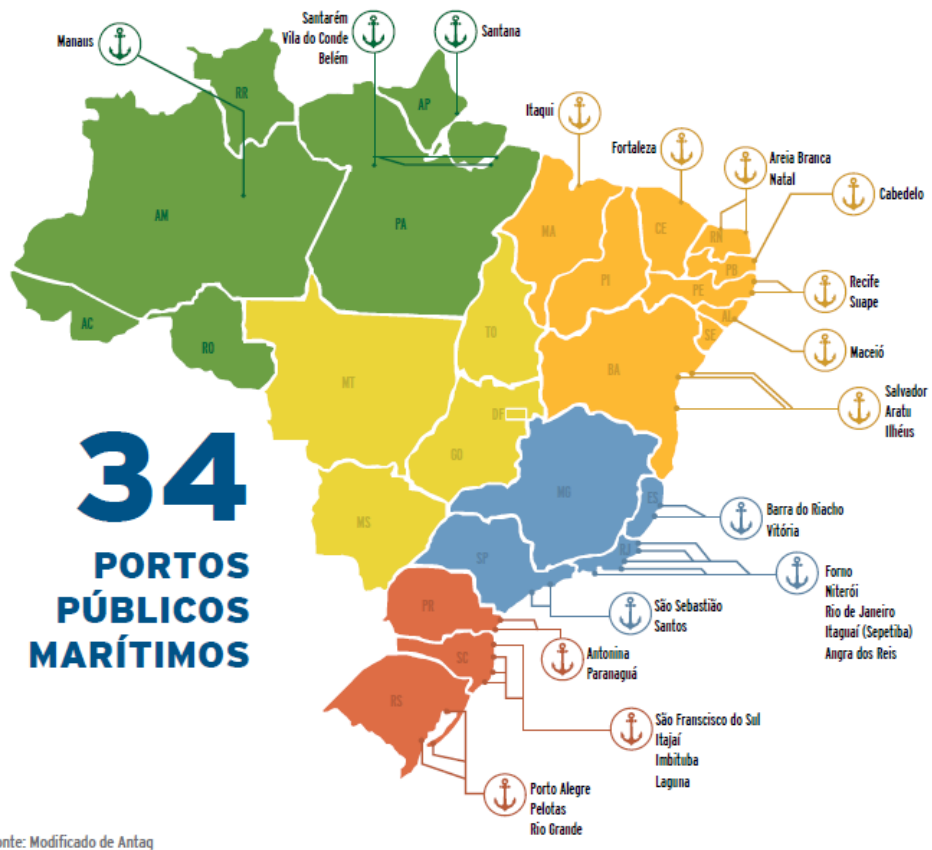 Manaus
Santarém
Vila do Conde
Belém
Santana
Itaqui
Fortaleza
Areia Branca
Natal
Cabedelo
Recife
Suape
Maceió
Salvador
Aratu
Ilhéus
Barra do Riacho
Vitória
Forno
Niterói
Rio de Janeiro
Itaguaí (Sepetiba)
Angra dos Reis
São Sebastião
Santos
Antonina
Paranaguá
São Franscisco do Sul
Itajaí
Imbituba
Laguna
Porto Alegre
Pelotas
Rio Grande
RR
AP
AM
PA
AC
RO
MA
CE
RN
PB
PE
AL
SE
PI
BA
TO
MT
DF
GO
MS
MG
ES
RJ
SP
PR
SC
RS
34
PORTOS
PÚBLICOS
MARÍTIMOS
onte: Modificado de Antaq